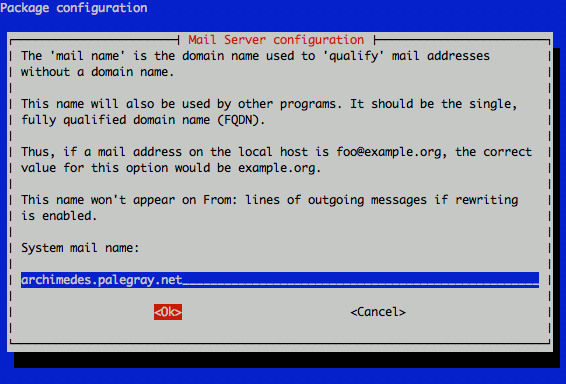 Package configuration
Mail Server configuration
The 'mail name' is the domain name used to 'qualify' mail addresses
without a domain name.
This name will also be used by other programs. It should be the single,
fully qualified domain name (FQDN).
Thus, if a mail address on the local host is foo@example.org, the correct
value for this option would be example.org.
This name won't appear on From: lines of outgoing messages if rewriting
is enabled.
System mail name:
archimedes.palegray.net
<Ok> <Cancel>